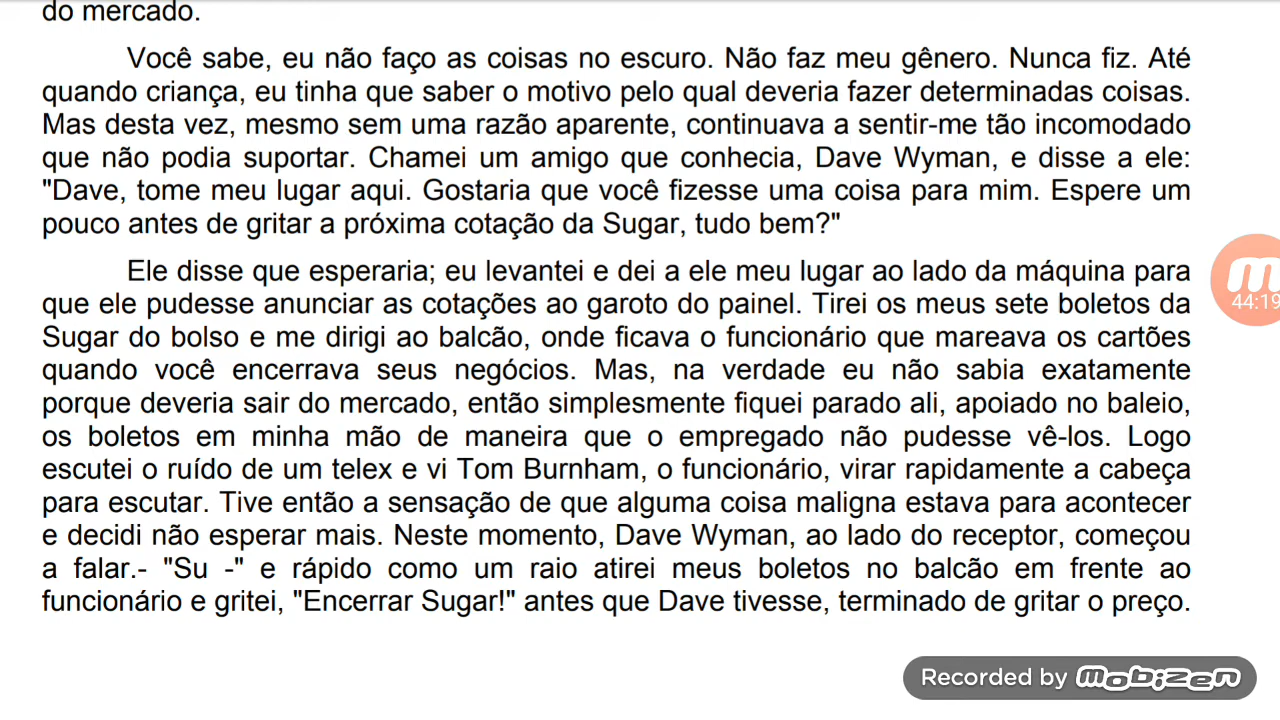 do mercado.
Você sabe, eu não faço as coisas no escuro. Não faz meu gênero. Nunca fiz. Até
quando criança, eu tinha que saber o motivo pelo qual deveria fazer determinadas coisas.
Mas desta vez, mesmo sem uma razão aparente, continuava a sentir-me tão incomodado
que não podia suportar. Chamei um amigo que conhecia, Dave Wyman, e disse a ele:
"Dave, tome meu lugar aqui. Gostaria que você fizesse uma coisa para mim. Espere um
pouco antes de gritar a próxima cotação da Sugar, tudo bem?"
Ele disse que esperaria; eu levantei e dei a ele meu lugar ao lado da máquina para
que ele pudesse anunciar as cotações ao garoto do painel. Tirei os meus sete boletos da
Sugar do bolso e me dirigi ao balcão, onde ficava o funcionário que mareava os cartões
quando você encerrava seus negócios. Mas, na verdade eu não sabia exatamente
porque deveria sair do mercado, então simplesmente fiquei parado ali, apoiado no baleio,
os boletos em minha mão de maneira que o empregado não pudesse vê-los. Logo
escutei o ruído de um telex e vi Tom Burnham, o funcionário, virar rapidamente a cabeça
para escutar. Tive então a sensação de que alguma coisa maligna estava para acontecer
e decidi não esperar mais. Neste momento, Dave Wyman, ao lado do receptor, começou
a falar.- "Su -" e rápido como um raio atirei meus boletos no balcão em frente ao
funcionário e gritei, "Encerrar Sugar!" antes que Dave tivesse, terminado de gritar o preço.
44:19
Recorded by mobizen